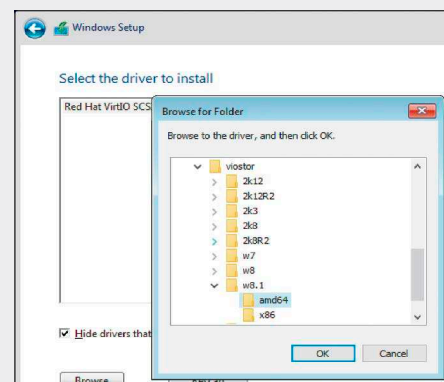 Windows Setup
Select the driver to install
Red Hat VirtIO SCS
Browse for Folder
Browse to the driver, and then click OK.
viostor
2k12
2k12R2
2k3
2k8
2k8R2
w7
w8
w8.1
amd64
x86
Hide drivers that
OK
Cancel
Browse